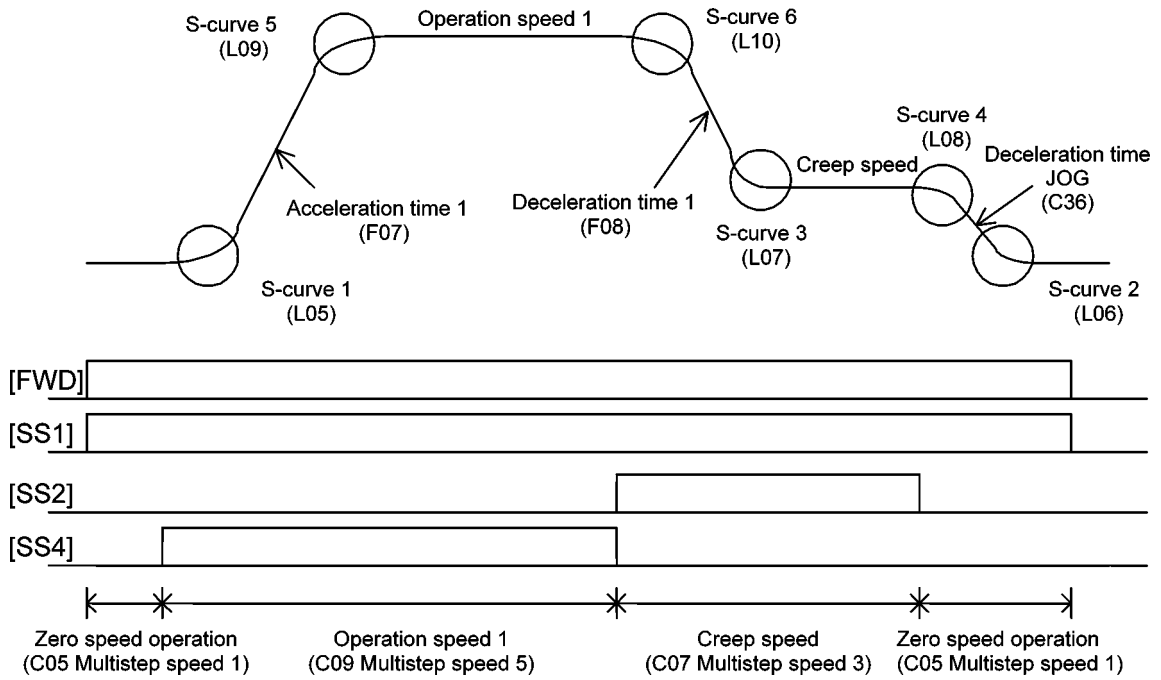 S-curve 5
(L09)
Operation speed 1
S-curve 6
(L10)
S-curve 4
(L08)
Deceleration time
JOG
(C36)
Creep speed
Acceleration time 1
(F07)
Deceleration time 1
(F08)
S-curve 3
(L07)
S-curve 1
(L05)
S-curve 2
(L06)
[FWD]
[SS1]
[SS2]
[SS4]
Zero speed operation
(C05 Multistep speed 1)
Operation speed 1
(C09 Multistep speed 5)
Creep speed
(C07 Multistep speed 3)
Zero speed operation
(C05 Multistep speed 1)